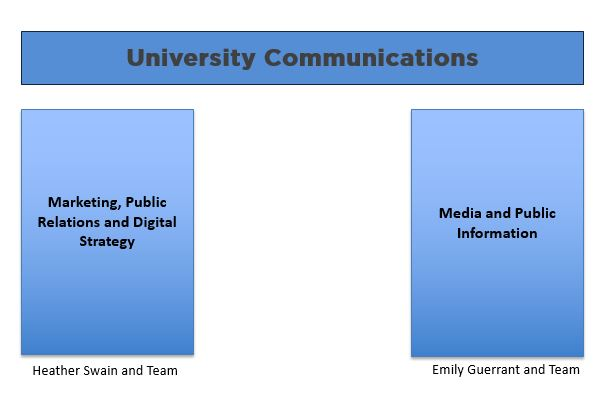 University Communications
Marketing, Public
Relations and Digital
Strategy
Media and Public
Information
Heather Swain and Team
Emily Guerrant and Team